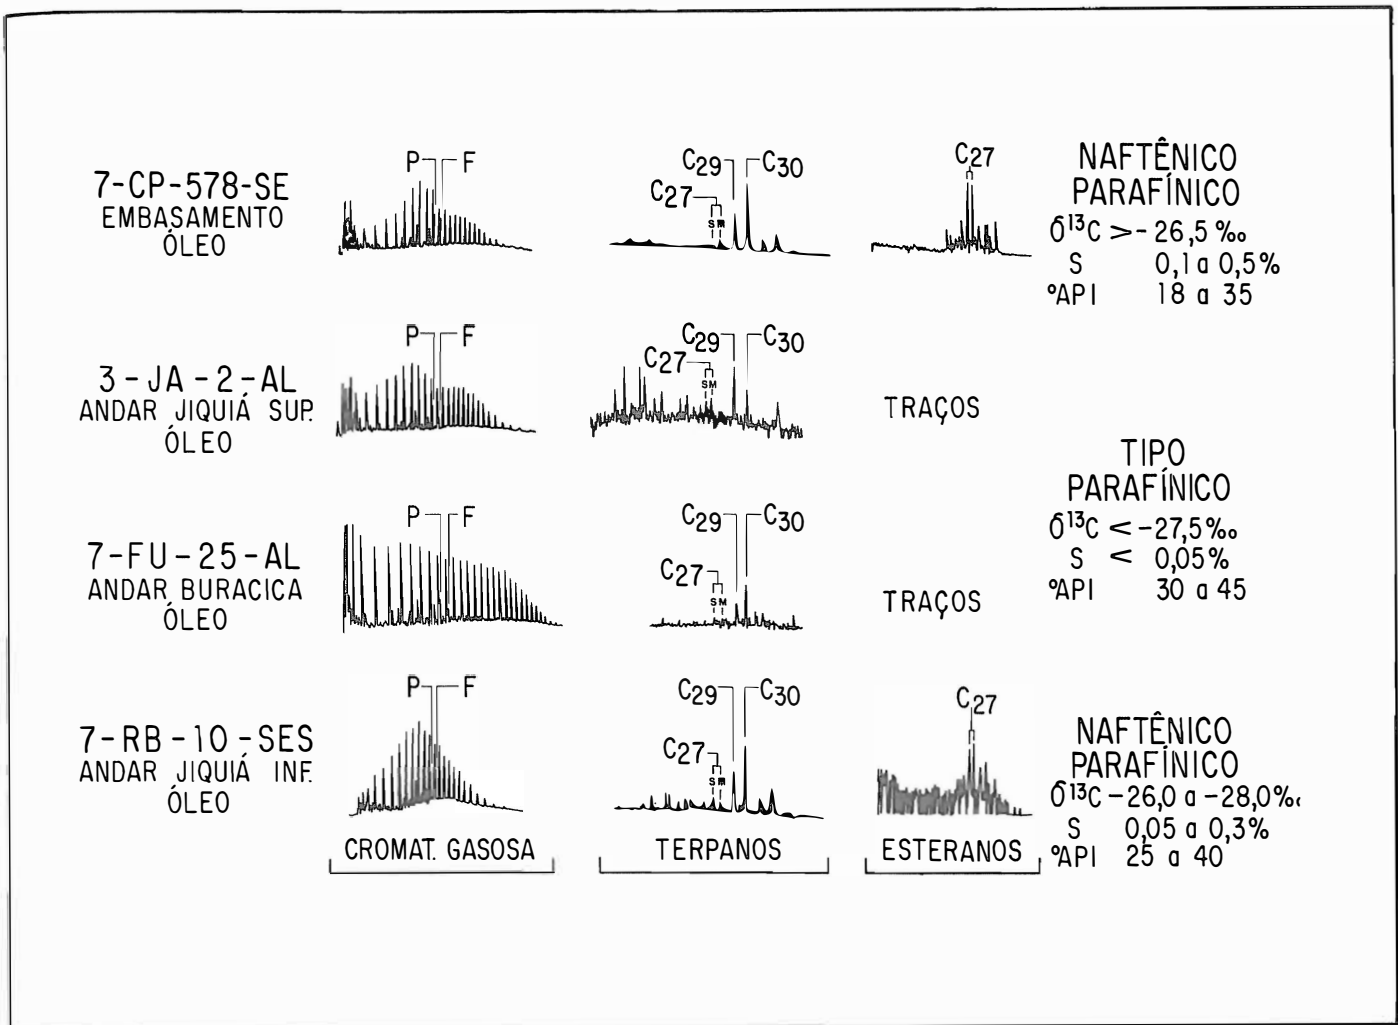 7-CP-578-SE
EMBASAMENTO
ÓLEO
P F
C29 C30
C27
S M
C27
NAFTÊNICO
PARAFÍNICO
δ13C >- 26,5 ‰
S 0,1 a 0,5%
°API 18 a 35
3-JA-2-AL
ANDAR JIQUIÁ SUP.
ÓLEO
P F
C29 C30
C27
S M
TRAÇOS
TIPO
PARAFÍNICO
δ13C < -27,5‰
S < 0,05%
°API 30 a 45
7-FU-25-AL
ANDAR BURACICA
ÓLEO
P F
C29 C30
C27
S M
TRAÇOS
7-RB-10-SES
ANDAR JIQUIÁ INF.
ÓLEO
P F
C29 C30
C27
S M
C27
NAFTÊNICO
PARAFÍNICO
δ13C -26,0 a -28,0‰
S 0,05 a 0,3%
°API 25 a 40
CROMAT. GASOSA
TERPANOS
ESTERANOS